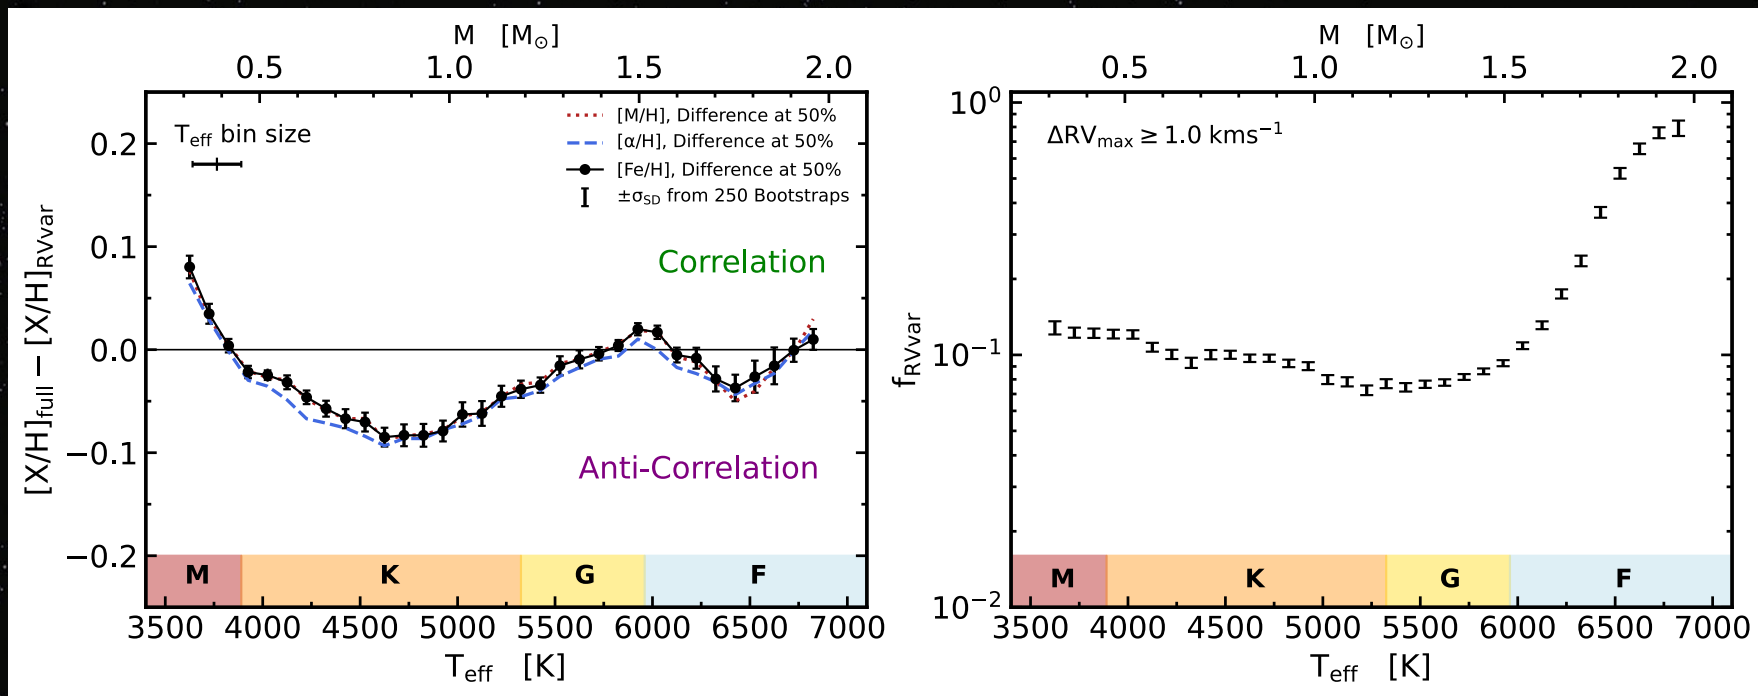 M [M⊙]
0.5 1.0 1.5 2.0
[X/H]full − [X/H]RVvar
0.2
0.1
0.0
−0.1
−0.2
Teff bin size
[M/H], Difference at 50%
[α/H], Difference at 50%
[Fe/H], Difference at 50%
±σSD from 250 Bootstraps
Correlation
Anti-Correlation
M K G F
3500 4000 4500 5000 5500 6000 6500 7000
Teff [K]
M [M⊙]
0.5 1.0 1.5 2.0
fRVvar
10⁰
10⁻¹
10⁻²
ΔRVmax ≥ 1.0 kms⁻¹
M K G F
3500 4000 4500 5000 5500 6000 6500 7000
Teff [K]